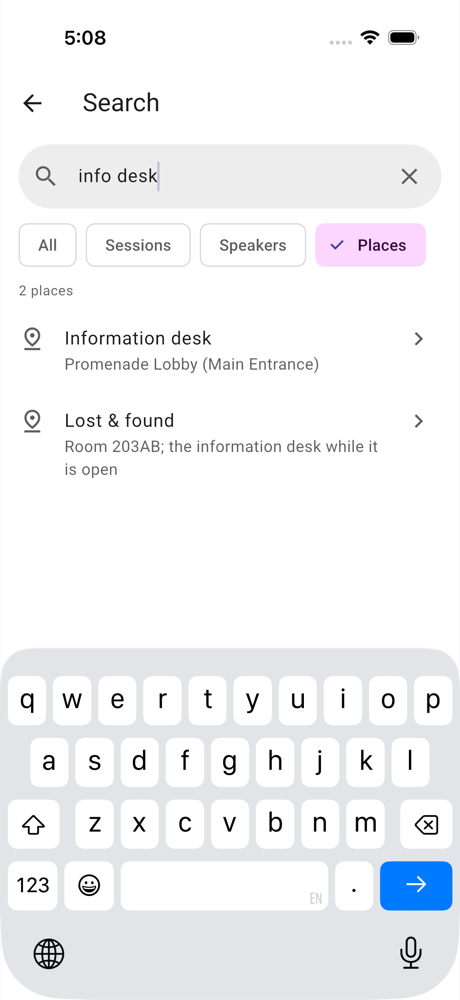 5:08
Search
info desk
All
Sessions
Speakers
Places
2 places
Information desk
Promenade Lobby (Main Entrance)
Lost & found
Room 203AB; the information desk while it
is open
q w e r t y u i o p
a s d f g h j k l
z x c v b n m
123
EN
.